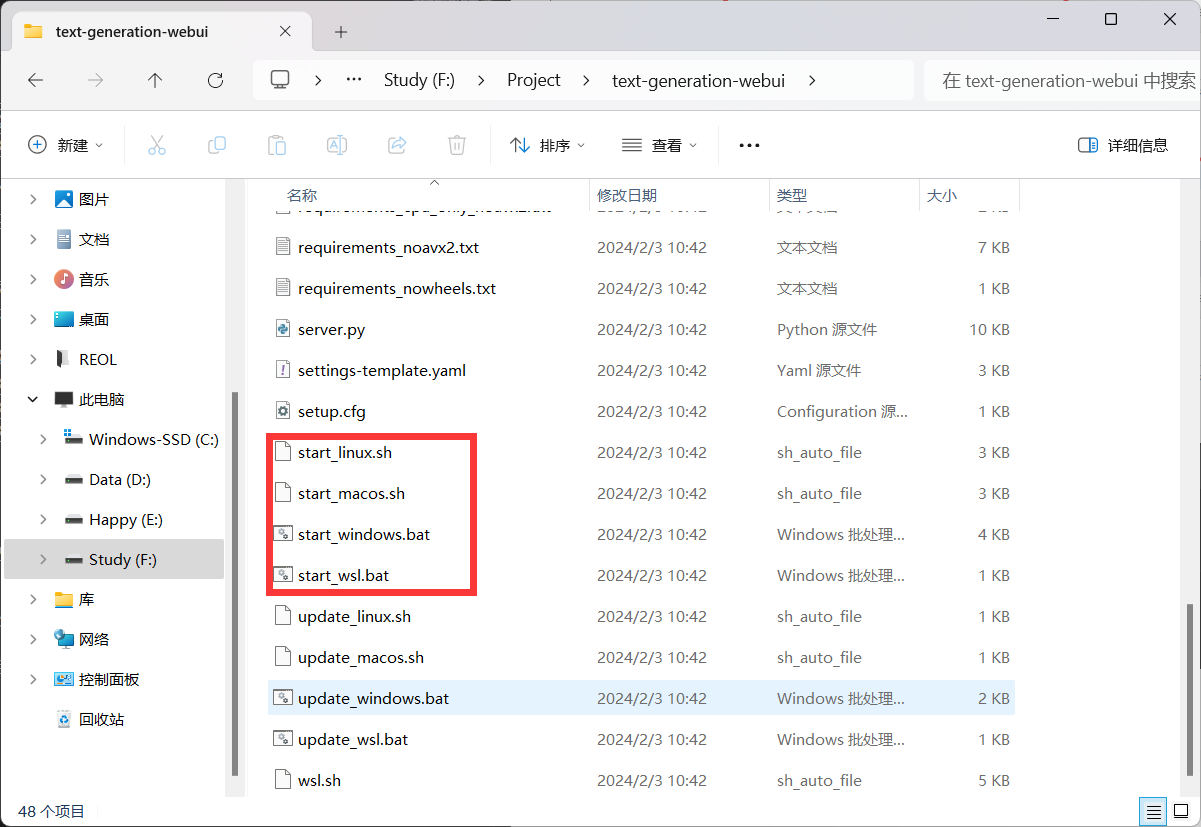 text-generation-webui
Study (F:) Project text-generation-webui 在 text-generation-webui 中搜索
新建 排序 查看 详细信息
名称 修改日期 类型 大小
图片
文档
音乐
桌面
REOL
此电脑
Windows-SSD (C:)
Data (D:)
Happy (E:)
Study (F:)
库
网络
控制面板
回收站
requirements_noavx2.txt 2024/2/3 10:42 文本文档 7 KB
requirements_nowheels.txt 2024/2/3 10:42 文本文档 1 KB
server.py 2024/2/3 10:42 Python 源文件 10 KB
settings-template.yaml 2024/2/3 10:42 Yaml 源文件 3 KB
setup.cfg 2024/2/3 10:42 Configuration 源... 1 KB
start_linux.sh 2024/2/3 10:42 sh_auto_file 3 KB
start_macos.sh 2024/2/3 10:42 sh_auto_file 3 KB
start_windows.bat 2024/2/3 10:42 Windows 批处理... 4 KB
start_wsl.bat 2024/2/3 10:42 Windows 批处理... 1 KB
update_linux.sh 2024/2/3 10:42 sh_auto_file 1 KB
update_macos.sh 2024/2/3 10:42 sh_auto_file 1 KB
update_windows.bat 2024/2/3 10:42 Windows 批处理... 2 KB
update_wsl.bat 2024/2/3 10:42 Windows 批处理... 1 KB
wsl.sh 2024/2/3 10:42 sh_auto_file 5 KB
48 个项目